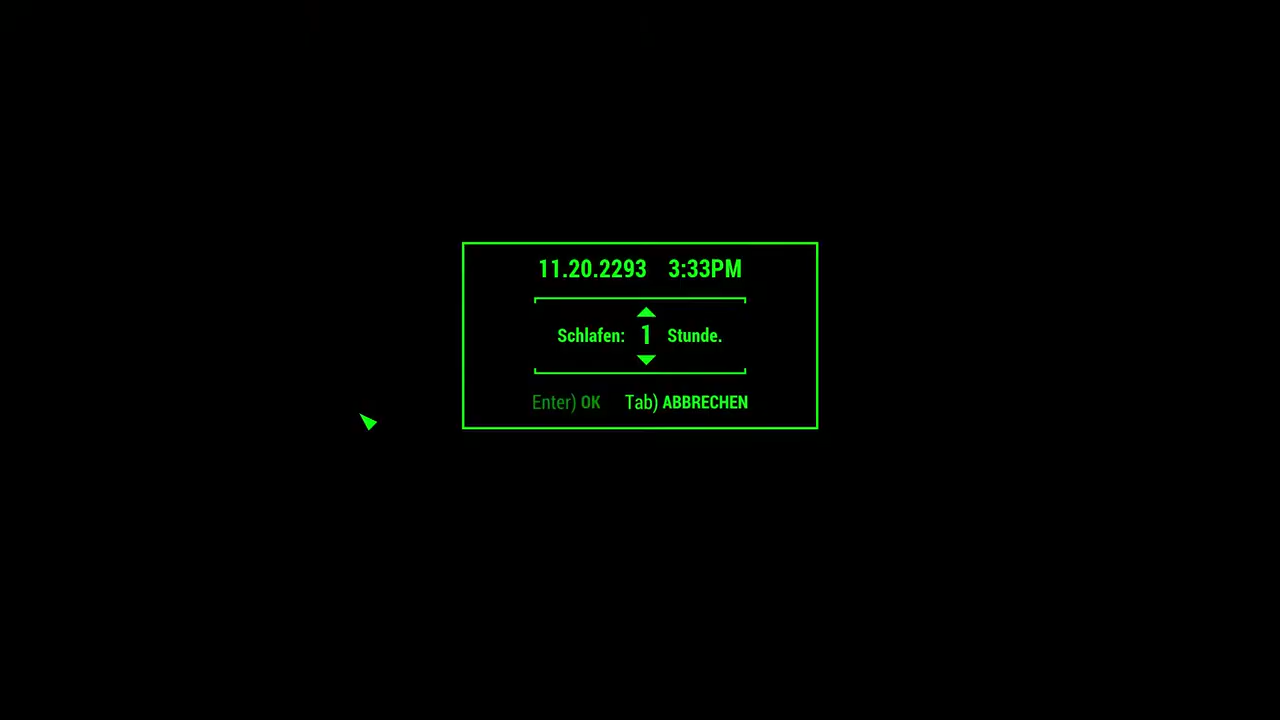 11.20.2293 3:33PM
Schlafen: 1 Stunde.
Enter) OK Tab) ABBRECHEN